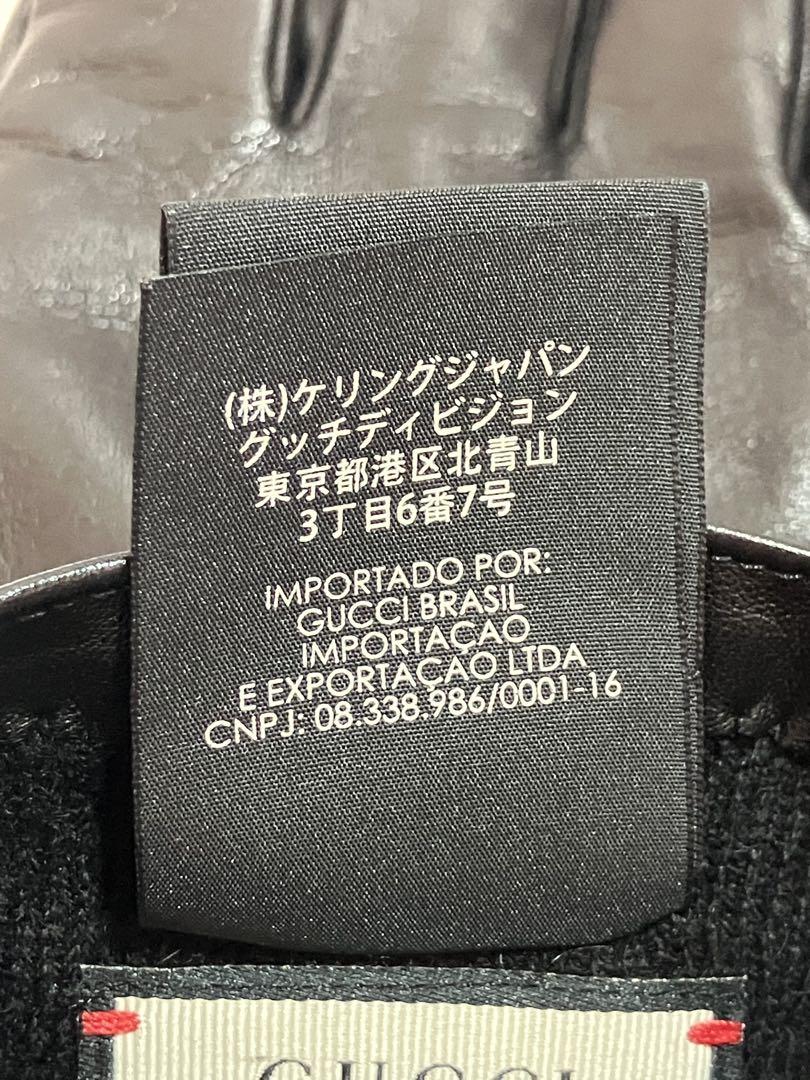 (株)ケリングジャパン
グッチディビジョン
東京都港区北青山
3丁目6番7号
IMPORTADO POR:
GUCCI BRASIL
IMPORTAÇAO
E EXPORTAÇAO LTDA
CNPJ: 08.338.986/0001-16
GUCCI